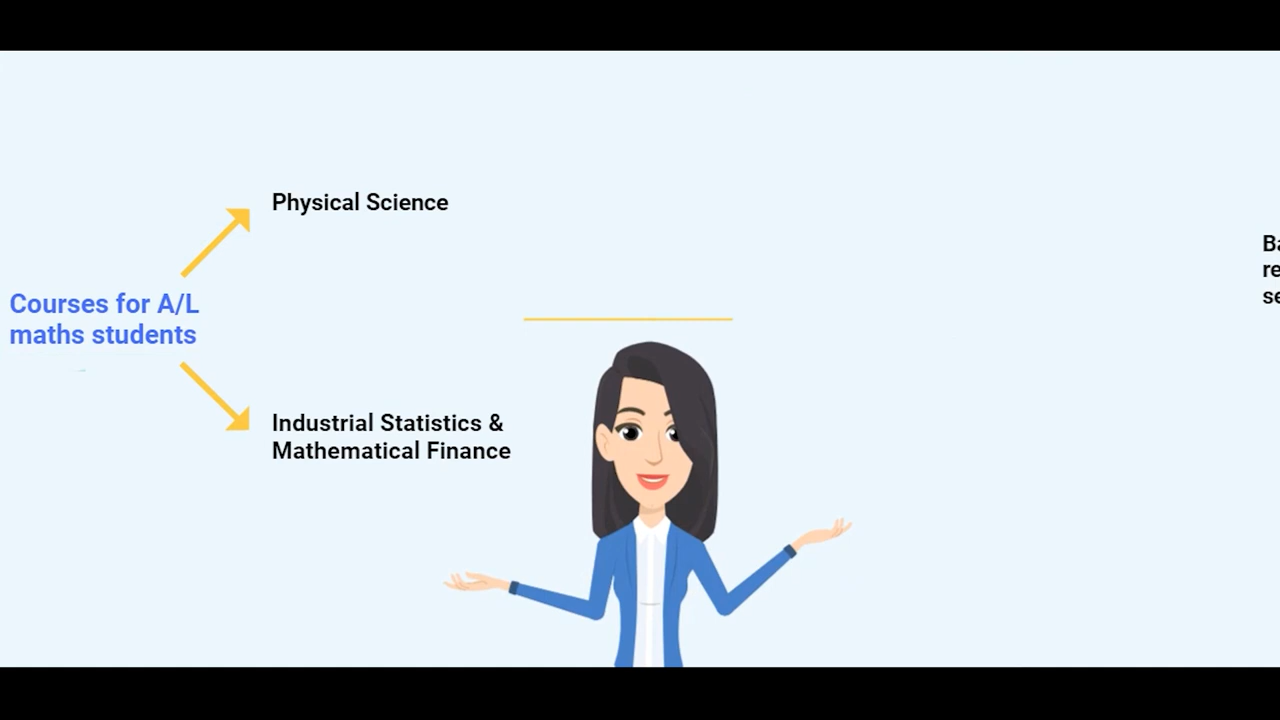 Physical Science
Courses for A/L
maths students
Industrial Statistics &
Mathematical Finance